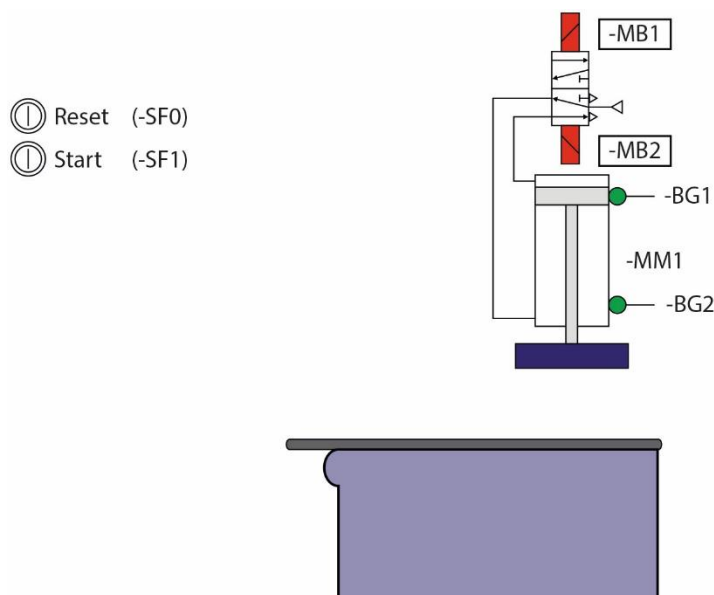 -MB1
Reset (-SF0)
Start (-SF1)
-MB2
-BG1
-MM1
-BG2